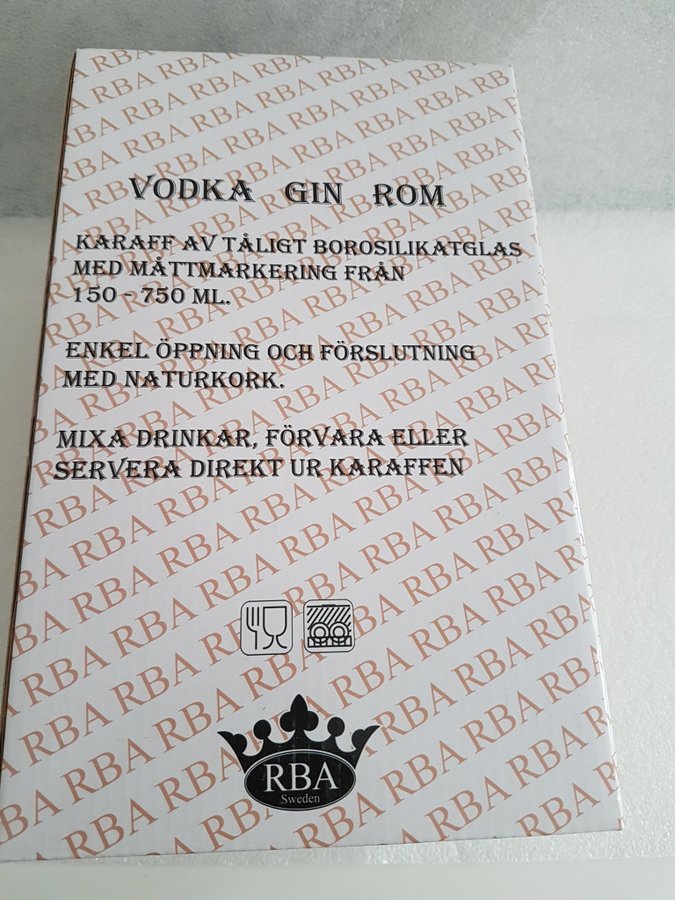 VODKA GIN ROM
KARAFF AV TÅLIGT BOROSILIKATGLAS
MED MÅTTMARKERING FRÅN
150 - 750 ML.
ENKEL ÖPPNING OCH FÖRSLUTNING
MED NATURKORK.
MIXA DRINKAR, FÖRVARA ELLER
SERVERA DIREKT UR KARAFFEN
RBA
Sweden